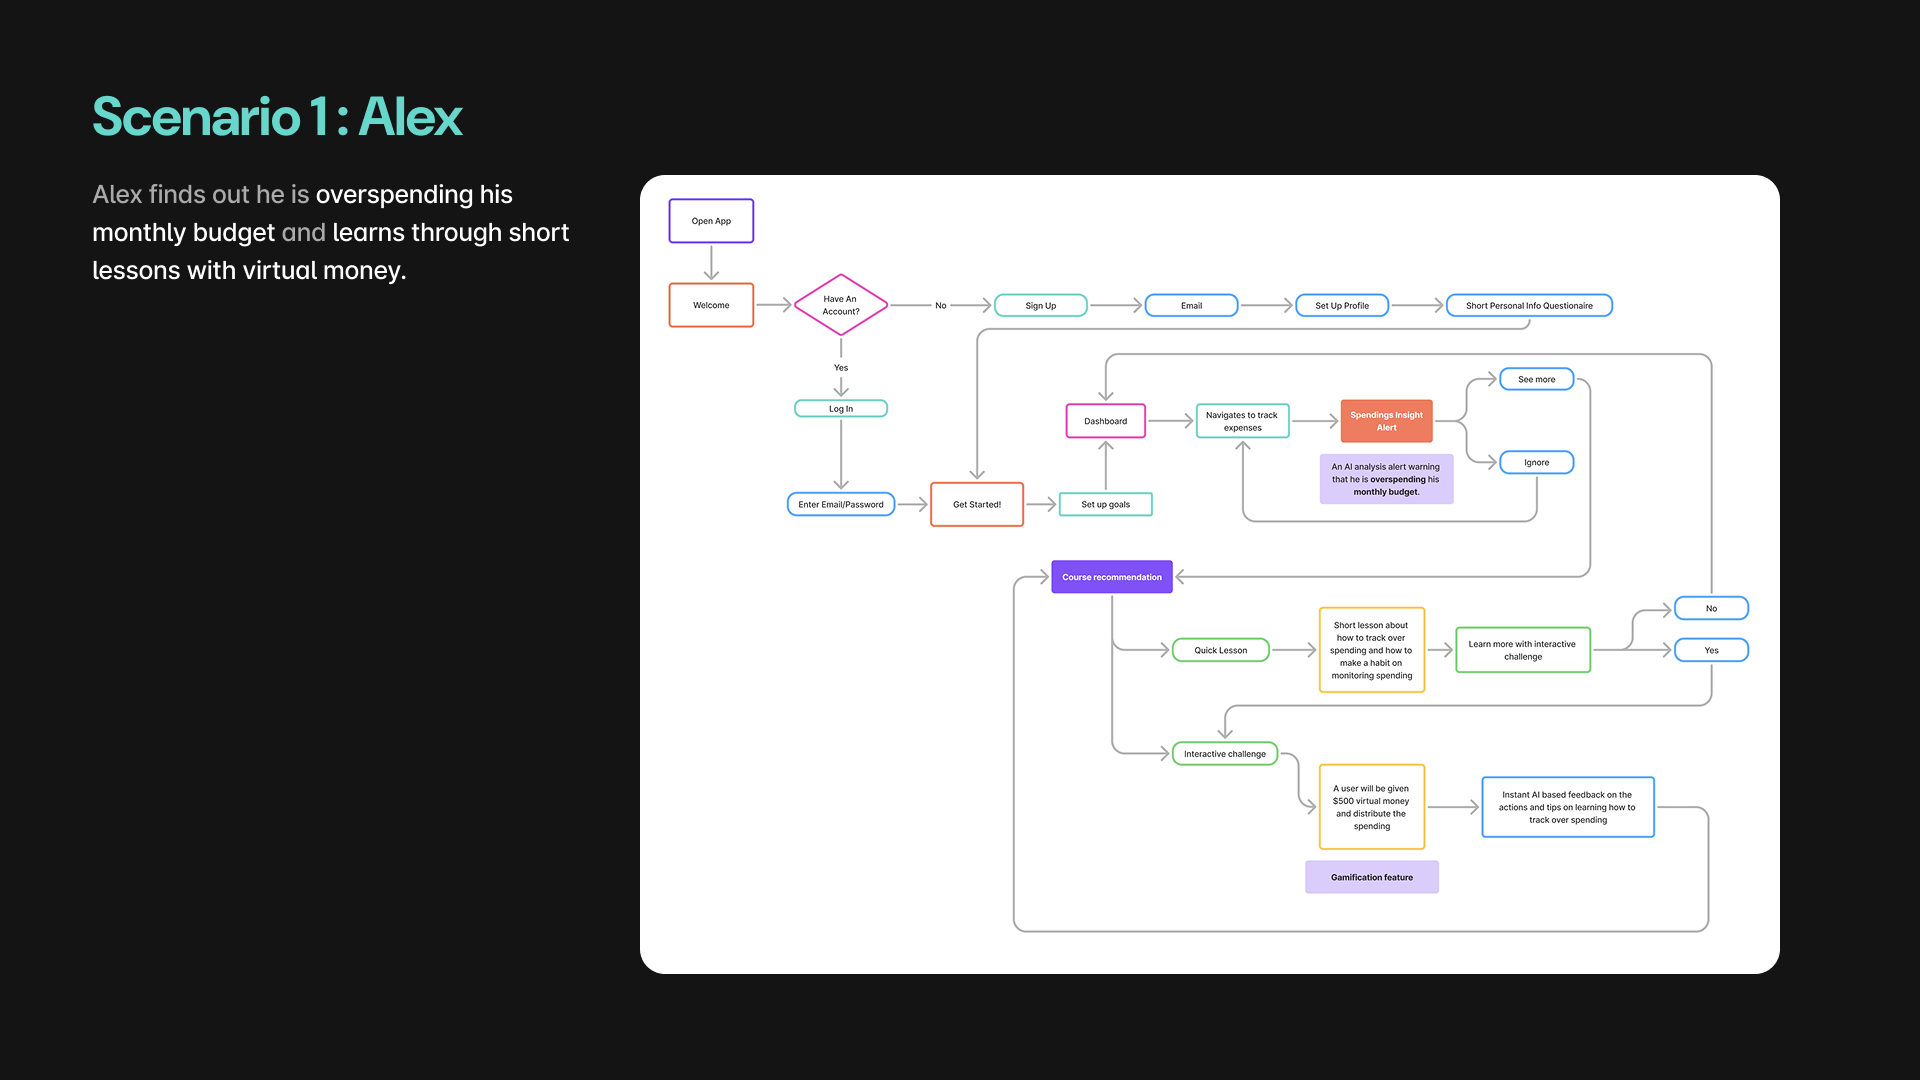 Scenario 1 : Alex
Alex finds out he is overspending his
monthly budget and learns through short
lessons with virtual money.
Open App
Welcome
Have An
Account?
No
Sign Up
Email
Set Up Profile
Short Personal Info Questionaire
Yes
Log In
Enter Email/Password
Get Started!
Set up goals
Dashboard
Navigates to track
expenses
Spendings Insight
Alert
See more
Ignore
An AI analysis alert warning
that he is overspending his
monthly budget.
Course recommendation
Quick Lesson
Short lesson about
how to track over
spending and how to
make a habit on
monitoring spending
Learn more with interactive
challenge
No
Yes
Interactive challenge
A user will be given
$500 virtual money
and distribute the
spending
Instant AI based feedback on the
actions and tips on learning how to
track over spending
Gamification feature